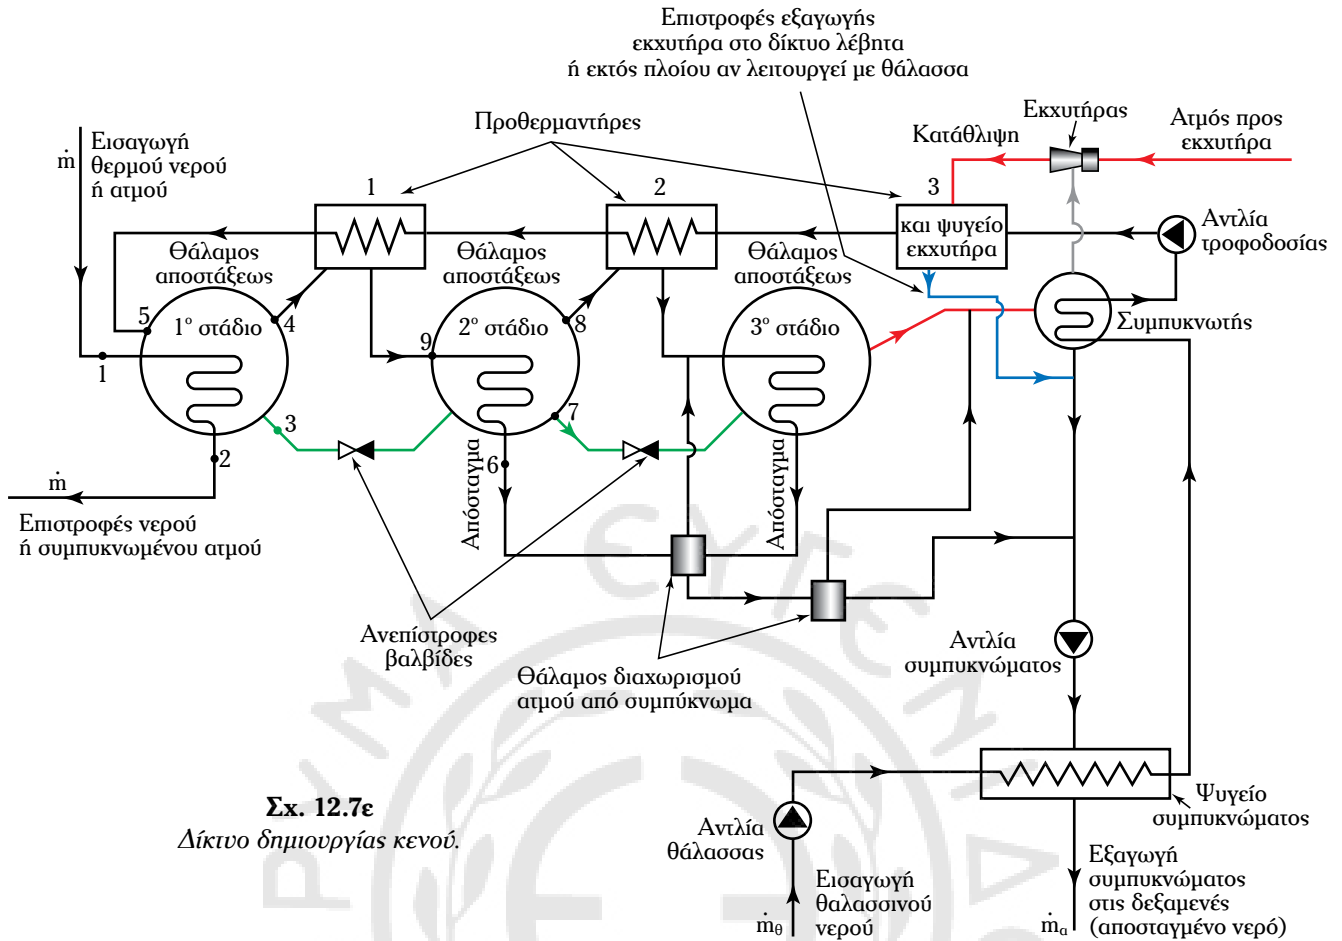 Επιστροφές εξαγωγής
εκχυτήρα στο δίκτυο λέβητα
ή εκτός πλοίου αν λειτουργεί με θάλασσα
Εκχυτήρας
Ατμός προς
εκχυτήρα
Κατάθλιψη
Προθερμαντήρες
ṁ
Εισαγωγή
θερμού νερού
ή ατμού
1
2
3
και ψυγείο
εκχυτήρα
Αντλία
τροφοδοσίας
Θάλαμος
αποστάξεως
Θάλαμος
αποστάξεως
Θάλαμος
αποστάξεως
5
1ο στάδιο
4
9
2ο στάδιο
8
3ο στάδιο
Συμπυκνωτής
1
3
7
2
6
Απόσταγμα
Απόσταγμα
ṁ
Επιστροφές νερού
ή συμπυκνωμένου ατμού
Ανεπίστροφες
βαλβίδες
Θάλαμος διαχωρισμού
ατμού από συμπύκνωμα
Αντλία
συμπυκνώματος
Σχ. 12.7ε
Δίκτυο δημιουργίας κενού.
Αντλία
θάλασσας
Ψυγείο
συμπυκνώματος
Εισαγωγή
θαλασσινού
νερού
ṁθ
Εξαγωγή
συμπυκνώματος
στις δεξαμενές
(αποσταγμένο νερό)
ṁα
ΡΥΜΑ ΕΥΓΕΝΙΔΟ